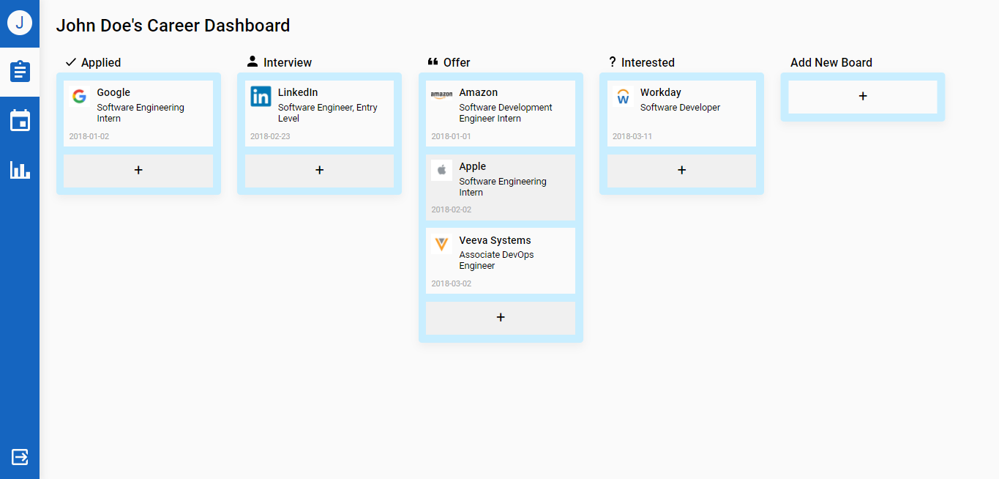 J
John Doe's Career Dashboard
Applied
Google
Software Engineering
Intern
2018-01-02
+
Interview
LinkedIn
Software Engineer, Entry
Level
2018-02-23
+
Offer
amazon
Amazon
Software Development
Engineer Intern
2018-01-01
Apple
Software Engineering
Intern
2018-02-02
Veeva Systems
Associate DevOps
Engineer
2018-03-02
+
? Interested
Workday
Software Developer
2018-03-11
+
Add New Board
+